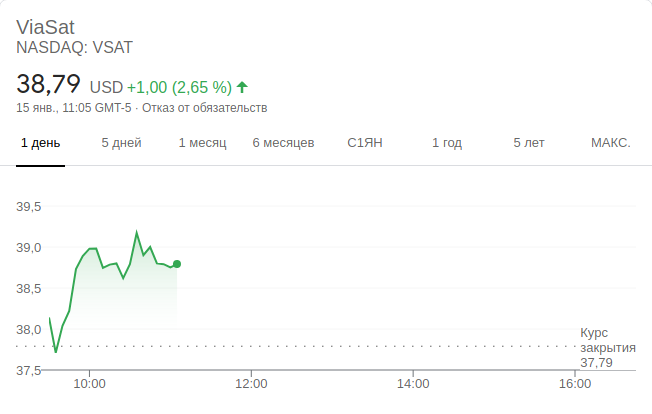 ViaSat
NASDAQ: VSAT
38,79 USD +1,00 (2,65 %)
15 янв., 11:05 GMT-5 · Отказ от обязательств
1 день 5 дней 1 месяц 6 месяцев С1ЯН 1 год 5 лет МАКС.
39,5
39,0
38,5
38,0
Курс
закрытия
37,79
37,5
10:00 12:00 14:00 16:00